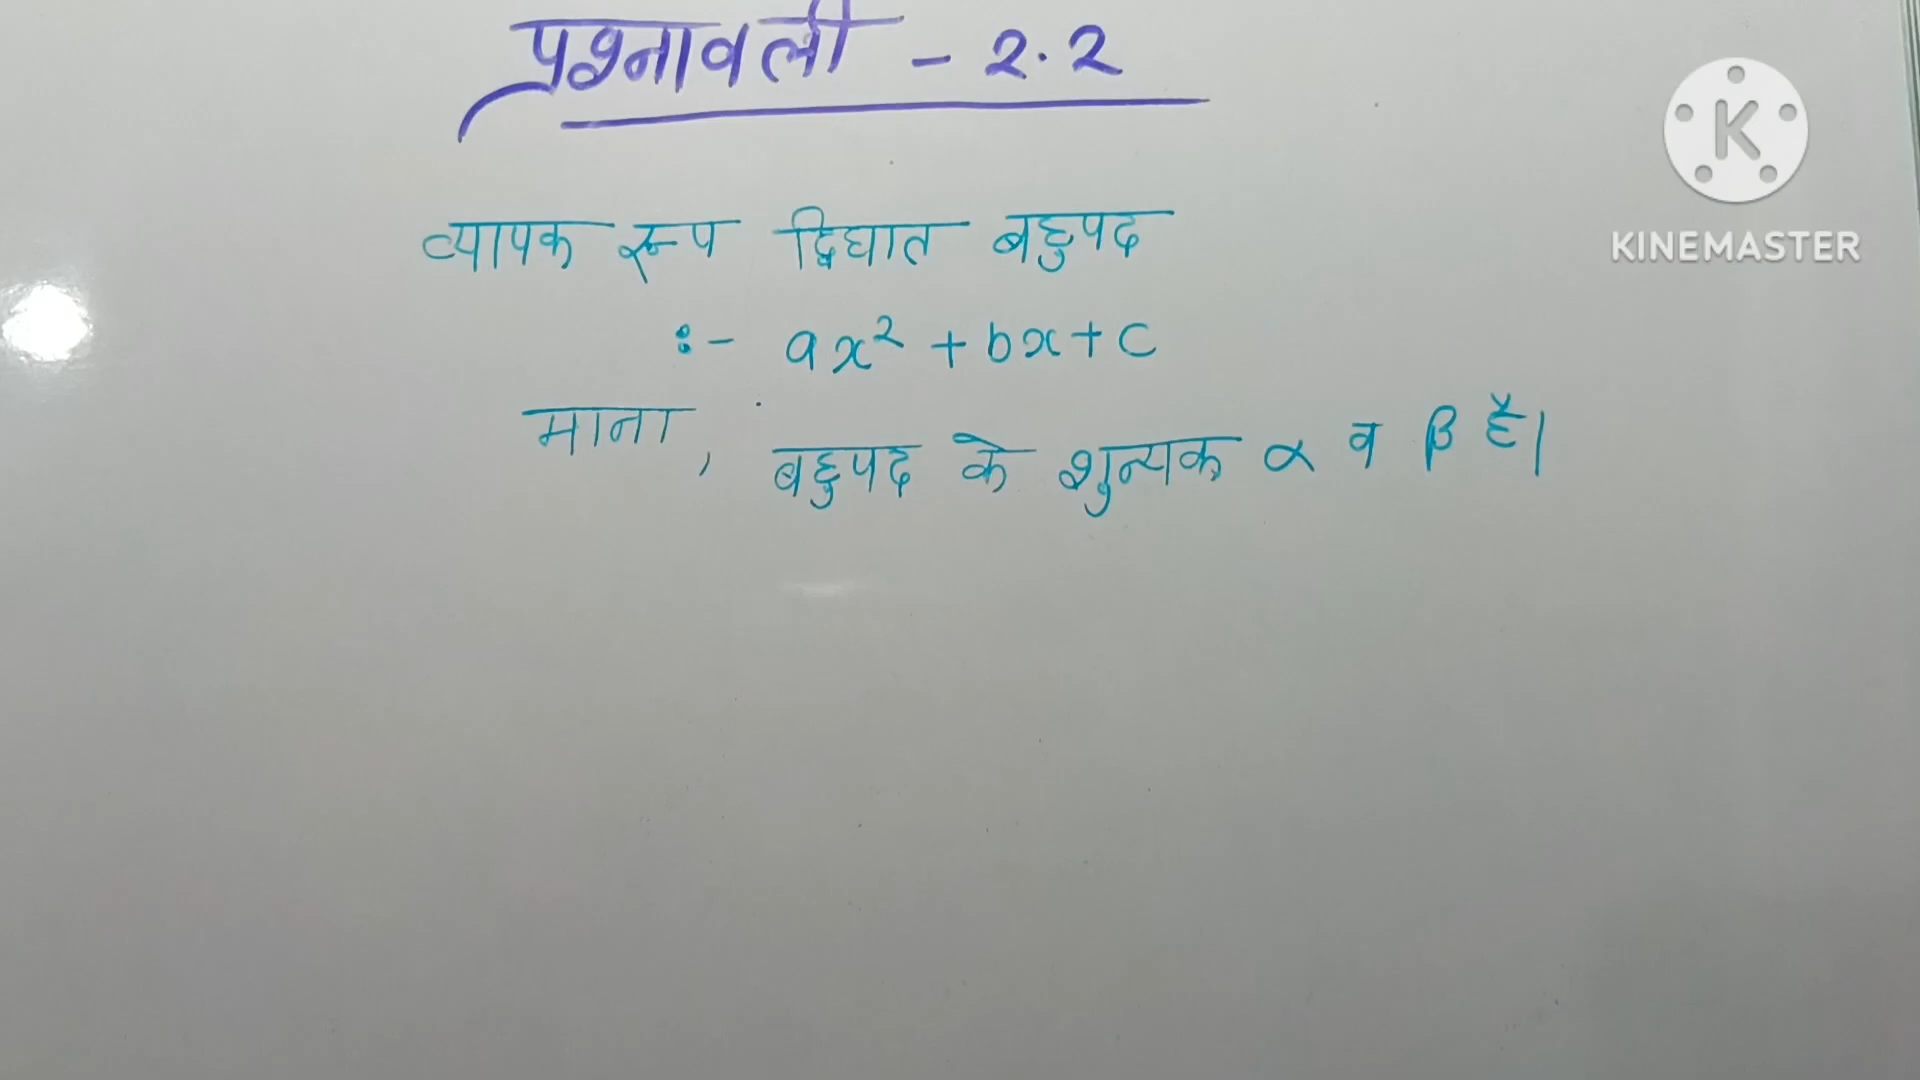 प्रश्नावली - 2.2
व्यापक रूप द्विघात बहुपद
:- ax² + bx + c
माना, बहुपद के शुन्यक α व β है।
K
KINEMASTER